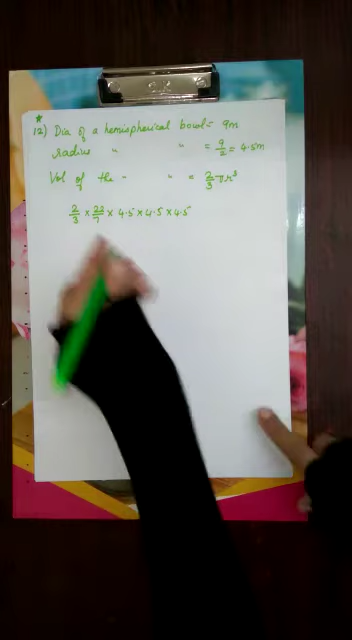 *
12) Dia of a hemispherical bowl = 9m
radius " " = 9/2 = 4.5m
Vol of the - " = 2/3 πr³
2/3 × 22/7 × 4.5 × 4.5 × 4.5